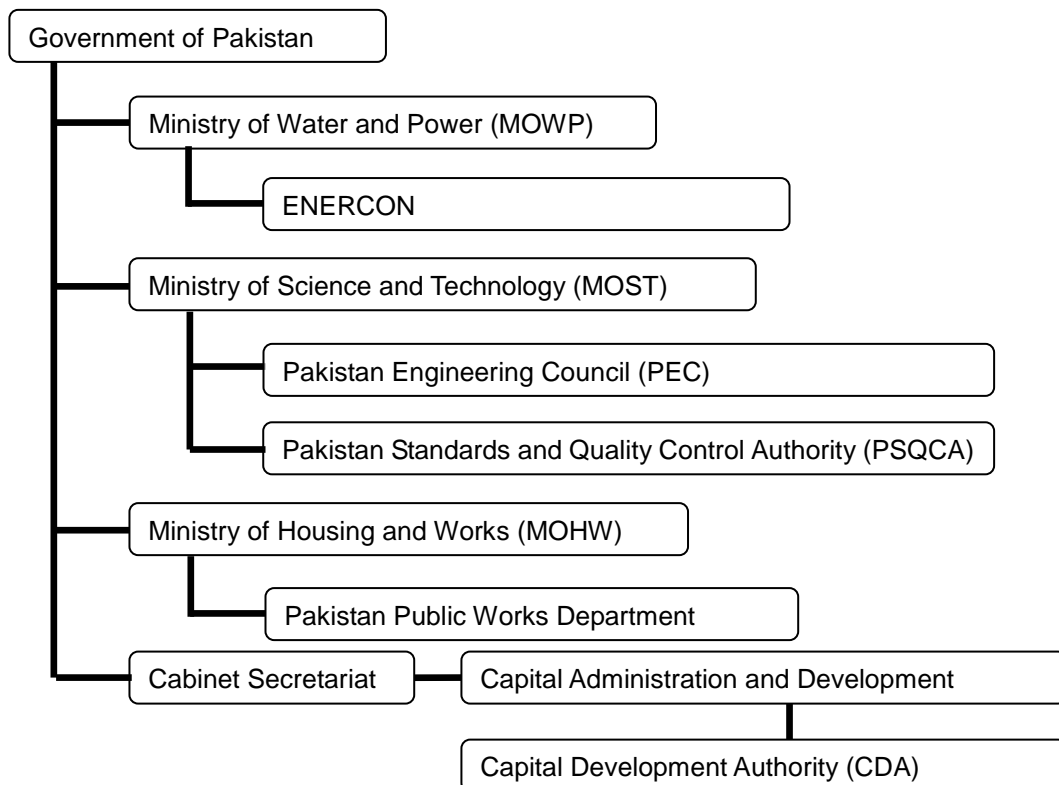 Government of Pakistan
Ministry of Water and Power (MOWP)
ENERCON
Ministry of Science and Technology (MOST)
Pakistan Engineering Council (PEC)
Pakistan Standards and Quality Control Authority (PSQCA)
Ministry of Housing and Works (MOHW)
Pakistan Public Works Department
Cabinet Secretariat
Capital Administration and Development
Capital Development Authority (CDA)